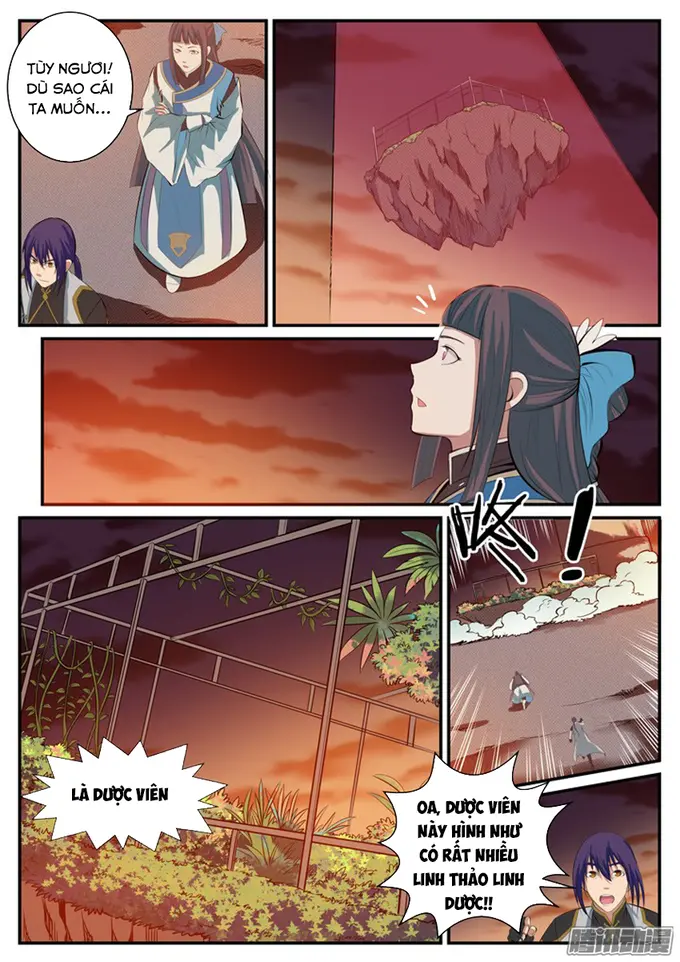 TÙY NGƯƠI!
DÙ SAO CÁI
TA MUỐN...
咚!
LÀ DƯỢC VIÊN
OA, DƯỢC VIÊN
NÀY HÌNH NHƯ
CÓ RẤT NHIỀU
LINH THẢO LINH
DƯỢC!!
腾讯动漫